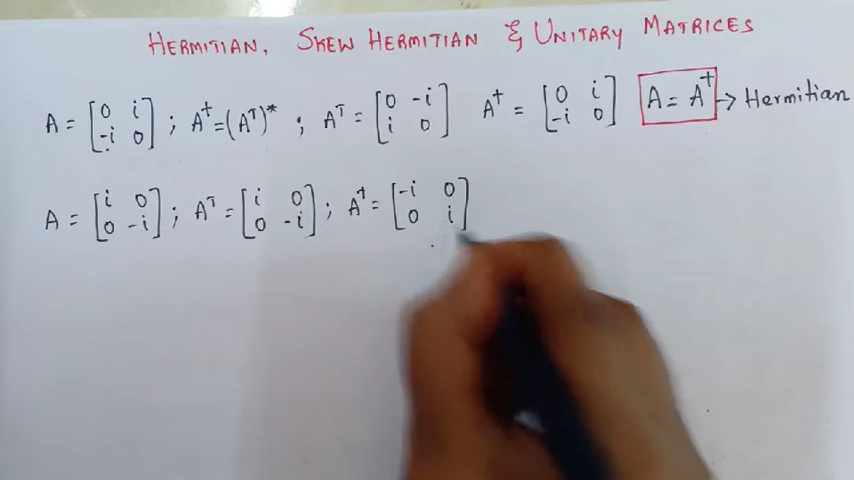 HERMITIAN, SKEW HERMITIAN & UNITARY MATRICES
A = [0 i; -i 0] ; A† = (Aᵀ)* ; Aᵀ = [0 -i; i 0] A† = [0 i; -i 0] A = A† → Hermitian
A = [i 0; 0 -i] ; Aᵀ = [i 0; 0 -i] ; A† = [-i 0; 0 i]